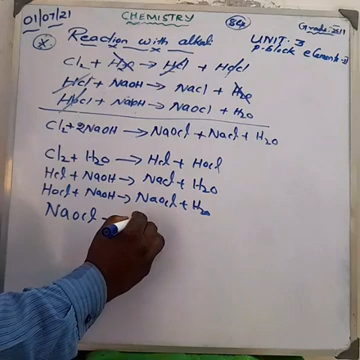 01/07/21 CHEMISTRY 84 Grade: XII
UNIT: 3
P-Block elements-II
* Reaction with alkali
Cl₂ + H₂O → HCl + HOCl
HCl + NaOH → NaCl + H₂O
HOCl + NaOH → NaOCl + H₂O
Cl₂ + 2NaOH → NaOCl + NaCl + H₂O
Cl₂ + H₂O → HCl + HOCl
HCl + NaOH → NaCl + H₂O
HOCl + NaOH → NaOCl + H₂O
NaOCl -